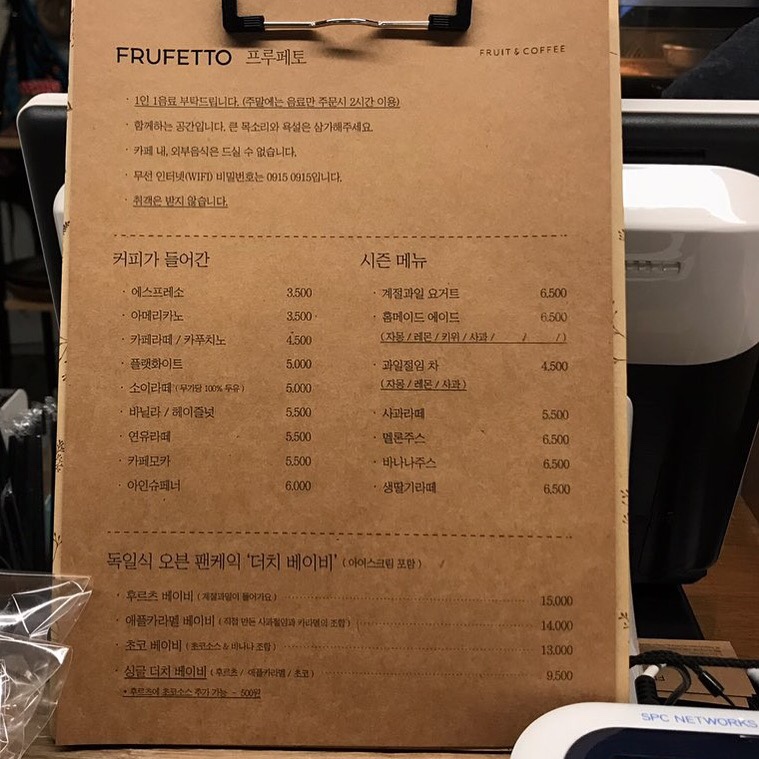 FRUFETTO 프루페토 FRUIT & COFFEE
· 1인 1음료 부탁드립니다. (주말에는 음료만 주문시 2시간 이용)
· 함께하는 공간입니다. 큰 목소리와 욕설은 삼가해주세요.
· 카페 내, 외부음식은 드실 수 없습니다.
· 무선 인터넷(WIFI) 비밀번호는 0915 0915입니다.
· 취객은 받지 않습니다.
커피가 들어간
· 에스프레소 3,500
· 아메리카노 3,500
· 카페라떼 / 카푸치노 4,500
· 플랫화이트 5,000
· 소이라떼 ( 무가당 100% 두유 ) 5,000
· 바닐라 / 헤이즐넛 5,500
· 연유라떼 5,500
· 카페모카 5,500
· 아인슈페너 6,000
시즌 메뉴
· 계절과일 요거트 6,500
· 홈메이드 에이드 6,500
( 자몽 / 레몬 / 키위 / 사과 / / / )
· 과일절임 차 4,500
( 자몽 / 레몬 / 사과 )
· 사과라떼 5,500
· 멜론주스 6,500
· 바나나주스 6,500
· 생딸기라떼 6,500
독일식 오븐 팬케익 '더치 베이비' ( 아이스크림 포함 )
· 후르츠 베이비 ( 계절과일이 들어가요 ) 15,000
· 애플카라멜 베이비 ( 직접 만든 사과절임과 카라멜의 조합 ) 14,000
· 초코 베이비 ( 초코소스 & 바나나 조합 ) 13,000
· 싱글 더치 베이비 ( 후르츠 / 애플카라멜 / 초코 ) 9,500
* 후르츠에 초코소스 추가 가능 - 500원
SPC NETWORKS